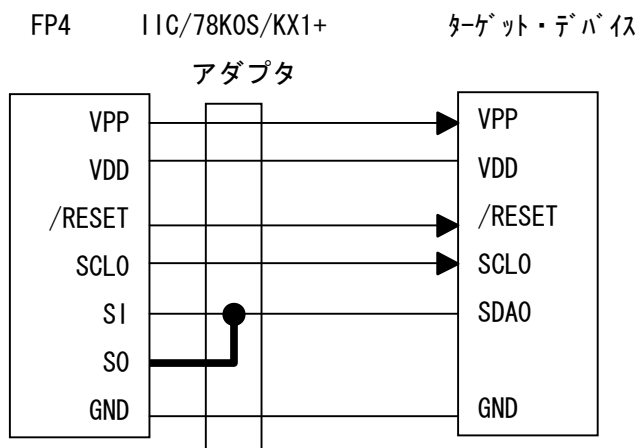 FP4 IIC/78K0S/KX1+ ﾀｰｹﾞｯﾄ・ﾃﾞﾊﾞｲｽ
アダプタ
VPP VPP
VDD VDD
/RESET /RESET
SCL0 SCL0
SI SDA0
SO
GND GND